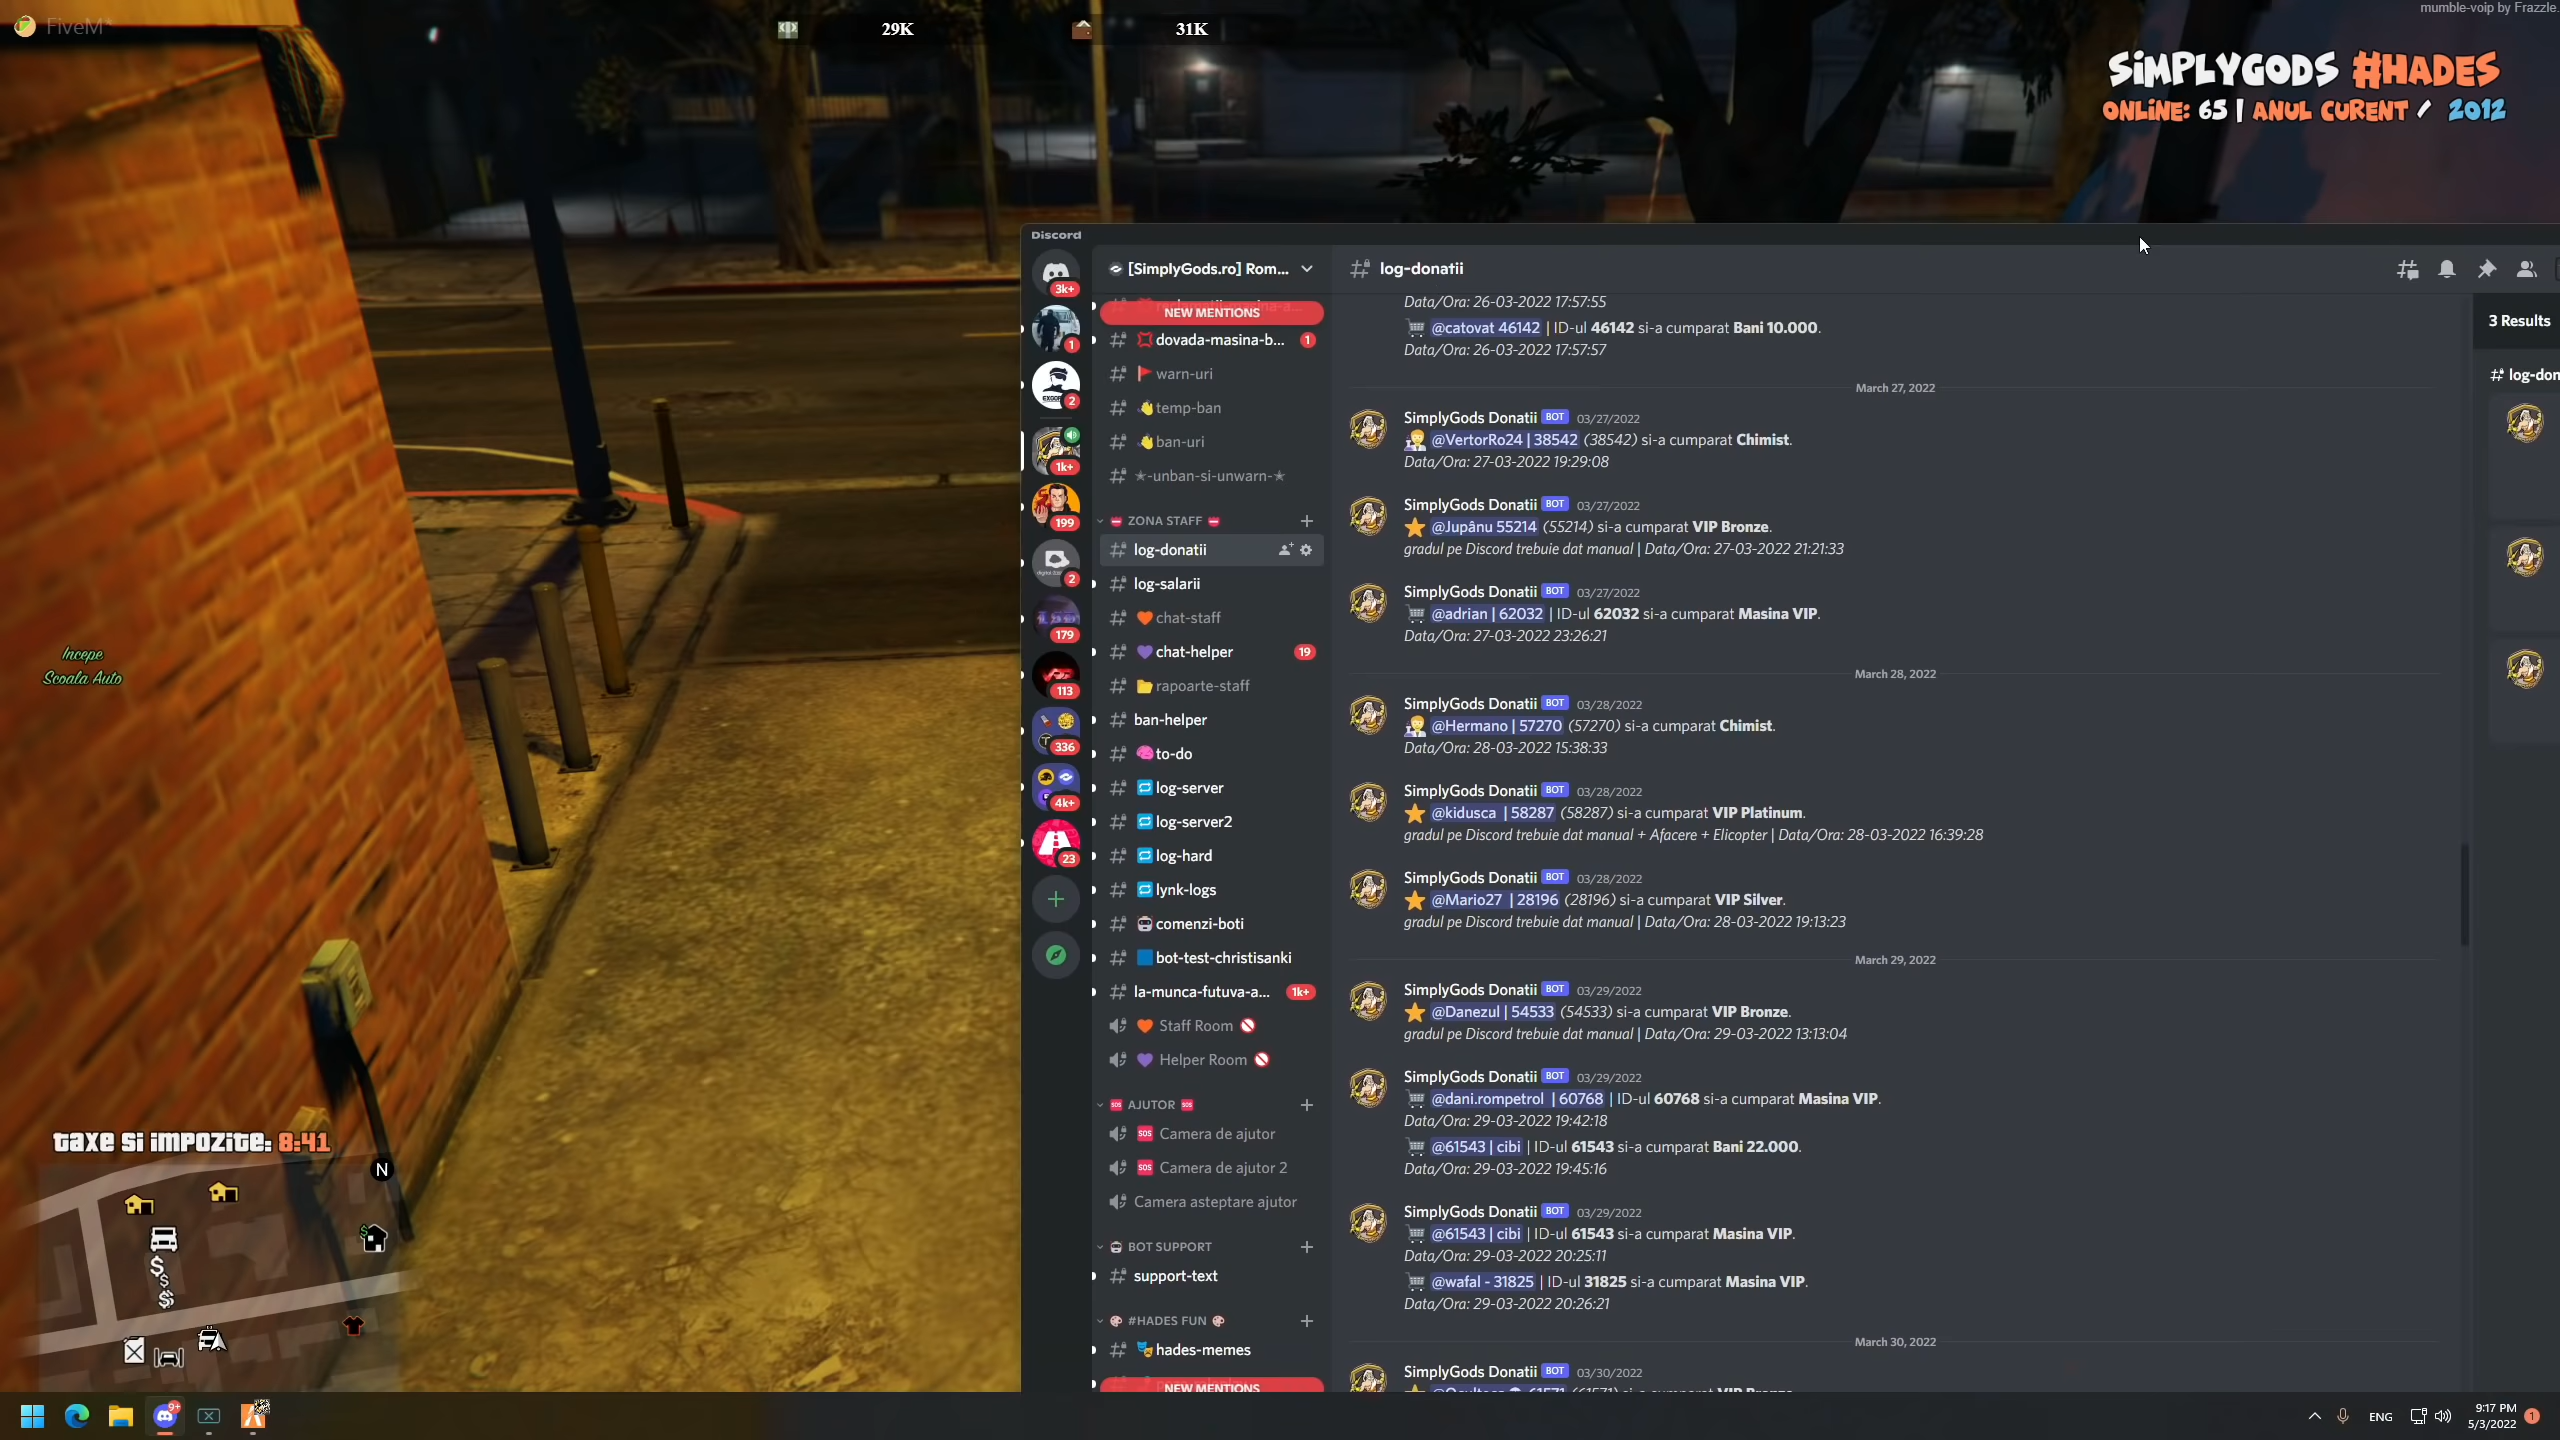 FiveM*
29K
31K
mumble-voip by Frazzle.
SIMPLYGODS #HADES
ONLINE: 65 | ANUL CURENT / 2012
Incepe
Scoala Auto
TAXE SI IMPOZITE: 8:41
N
Discord
3k+
1
2
1k+
199
2
179
113
336
4k+
23
[SimplyGods.ro] Rom...
NEW MENTIONS
dovada-masina-b... 1
warn-uri
temp-ban
ban-uri
★-unban-si-unwarn-★
ZONA STAFF
log-donatii
log-salarii
chat-staff
chat-helper 19
rapoarte-staff
ban-helper
to-do
log-server
log-server2
log-hard
lynk-logs
comenzi-boti
bot-test-christisanki
la-munca-futuva-a... 1k+
Staff Room
Helper Room
AJUTOR
Camera de ajutor
Camera de ajutor 2
Camera asteptare ajutor
BOT SUPPORT
support-text
#HADES FUN
hades-memes
NEW MENTIONS
log-donatii
Data/Ora: 26-03-2022 17:57:55
@catovat 46142 | ID-ul 46142 si-a cumparat Bani 10.000.
Data/Ora: 26-03-2022 17:57:57
March 27, 2022
SimplyGods Donatii BOT 03/27/2022
@VertorRo24 | 38542 (38542) si-a cumparat Chimist.
Data/Ora: 27-03-2022 19:29:08
SimplyGods Donatii BOT 03/27/2022
@Jupânu 55214 (55214) si-a cumparat VIP Bronze.
gradul pe Discord trebuie dat manual | Data/Ora: 27-03-2022 21:21:33
SimplyGods Donatii BOT 03/27/2022
@adrian | 62032 | ID-ul 62032 si-a cumparat Masina VIP.
Data/Ora: 27-03-2022 23:26:21
March 28, 2022
SimplyGods Donatii BOT 03/28/2022
@Hermano | 57270 (57270) si-a cumparat Chimist.
Data/Ora: 28-03-2022 15:38:33
SimplyGods Donatii BOT 03/28/2022
@kidusca | 58287 (58287) si-a cumparat VIP Platinum.
gradul pe Discord trebuie dat manual + Afacere + Elicopter | Data/Ora: 28-03-2022 16:39:28
SimplyGods Donatii BOT 03/28/2022
@Mario27 | 28196 (28196) si-a cumparat VIP Silver.
gradul pe Discord trebuie dat manual | Data/Ora: 28-03-2022 19:13:23
March 29, 2022
SimplyGods Donatii BOT 03/29/2022
@Danezul | 54533 (54533) si-a cumparat VIP Bronze.
gradul pe Discord trebuie dat manual | Data/Ora: 29-03-2022 13:13:04
SimplyGods Donatii BOT 03/29/2022
@dani.rompetrol | 60768 | ID-ul 60768 si-a cumparat Masina VIP.
Data/Ora: 29-03-2022 19:42:18
@61543 | cibi | ID-ul 61543 si-a cumparat Bani 22.000.
Data/Ora: 29-03-2022 19:45:16
SimplyGods Donatii BOT 03/29/2022
@61543 | cibi | ID-ul 61543 si-a cumparat Masina VIP.
Data/Ora: 29-03-2022 20:25:11
@wafal - 31825 | ID-ul 31825 si-a cumparat Masina VIP.
Data/Ora: 29-03-2022 20:26:21
March 30, 2022
SimplyGods Donatii BOT 03/30/2022
3 Results
log-don
9+
ENG
9:17 PM
5/3/2022
1